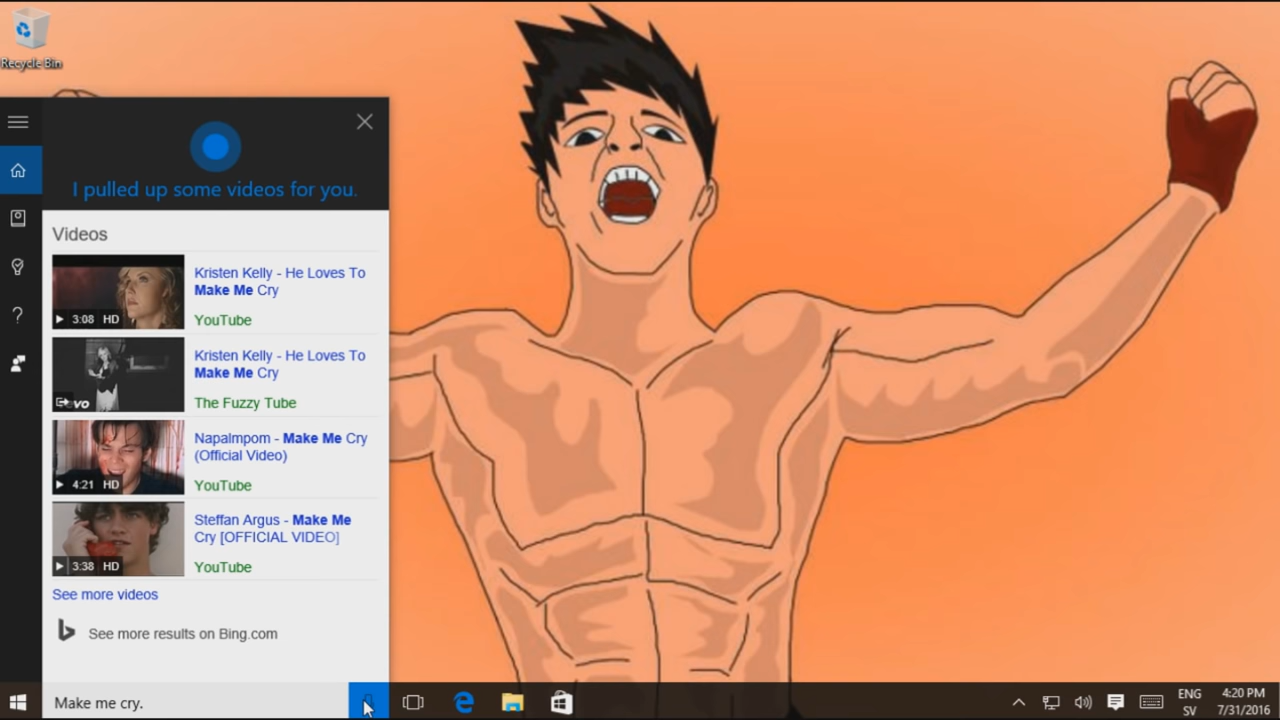 Recycle Bin
I pulled up some videos for you.
Videos
Kristen Kelly - He Loves To
Make Me Cry
3:08 HD
YouTube
Kristen Kelly - He Loves To
Make Me Cry
evo
The Fuzzy Tube
Napalmpom - Make Me Cry
(Official Video)
4:21 HD
YouTube
Steffan Argus - Make Me
Cry [OFFICIAL VIDEO]
3:38 HD
YouTube
See more videos
See more results on Bing.com
Make me cry.
ENG
SV
4:20 PM
7/31/2016